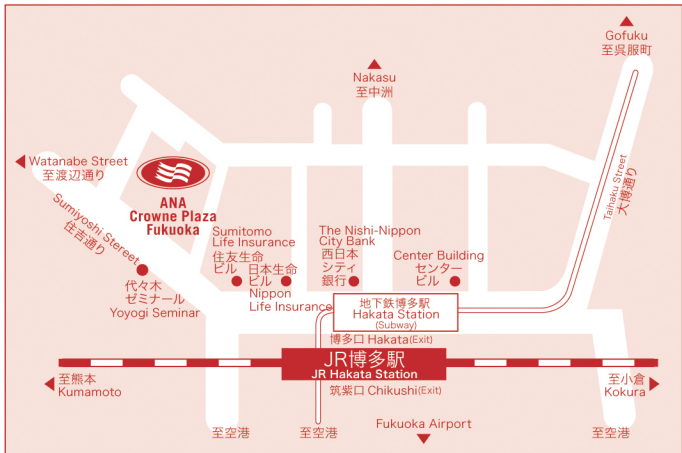 Gofuku
至呉服町
Nakasu
至中洲
Watanabe Street
至渡辺通り
ANA
Crowne Plaza
Fukuoka
Sumiyoshi Stereet
住吉通り
Taihaku Street
大博通り
代々木
ゼミナール
Yoyogi Seminar
Sumitomo
Life Insurance
住友生命
ビル
日本生命
ビル
Nippon
Life Insurance
The Nishi-Nippon
City Bank
西日本
シティ
銀行
Center Building
センター
ビル
地下鉄博多駅
Hakata Station
(Subway)
博多口 Hakata(Exit)
JR博多駅
JR Hakata Station
筑紫口 Chikushi(Exit)
至熊本
Kumamoto
至小倉
Kokura
至空港
至空港
Fukuoka Airport
至空港